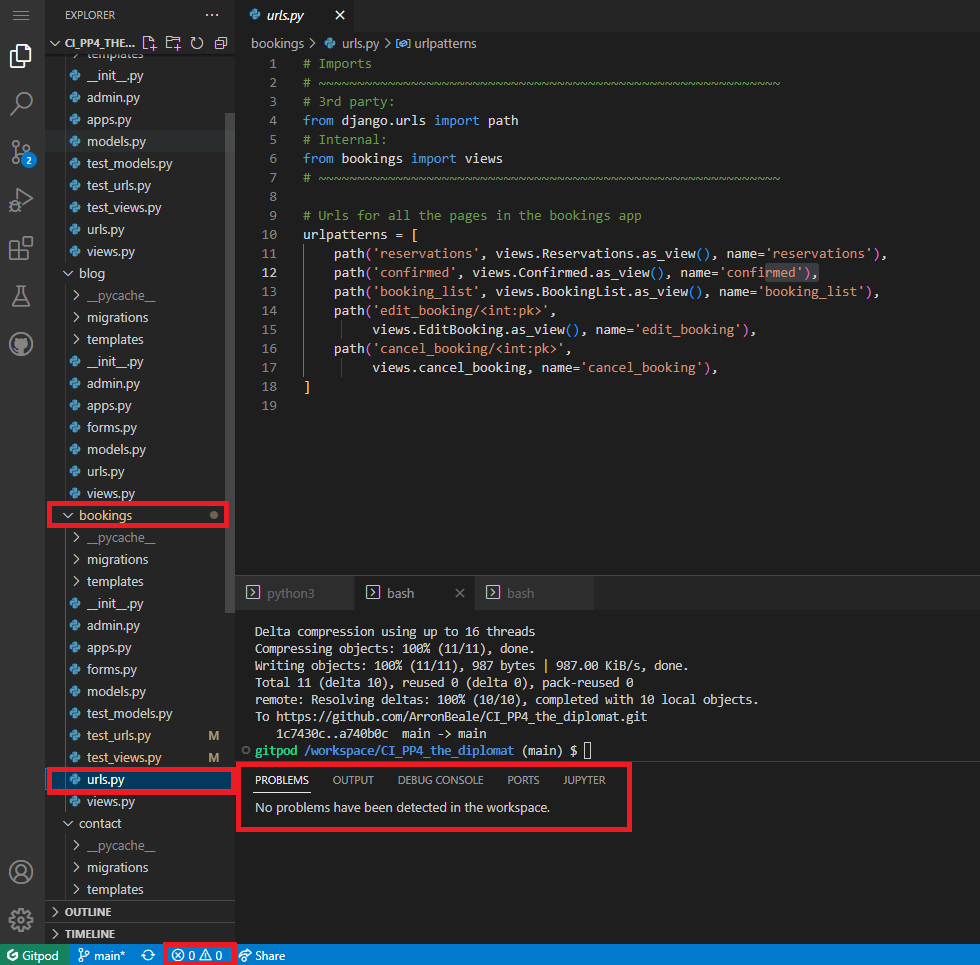 EXPLORER
CI_PP4_THE...
templates
__init__.py
admin.py
apps.py
models.py
test_models.py
test_urls.py
test_views.py
urls.py
views.py
blog
__pycache__
migrations
templates
__init__.py
admin.py
apps.py
forms.py
models.py
urls.py
views.py
bookings
__pycache__
migrations
templates
__init__.py
admin.py
apps.py
forms.py
models.py
test_models.py
test_urls.py M
test_views.py M
urls.py
views.py
contact
__pycache__
migrations
templates
OUTLINE
TIMELINE
2
urls.py
bookings > urls.py > urlpatterns
1 # Imports
2 # ~~~~~~~~~~~~~~~~~~~~~~~~~~~~~~~~~~~~~~~~~~~~~~~~~~~~~~~~~~~~
3 # 3rd party:
4 from django.urls import path
5 # Internal:
6 from bookings import views
7 # ~~~~~~~~~~~~~~~~~~~~~~~~~~~~~~~~~~~~~~~~~~~~~~~~~~~~~~~~~~~~
8
9 # Urls for all the pages in the bookings app
10 urlpatterns = [
11 path('reservations', views.Reservations.as_view(), name='reservations'),
12 path('confirmed', views.Confirmed.as_view(), name='confirmed'),
13 path('booking_list', views.BookingList.as_view(), name='booking_list'),
14 path('edit_booking/<int:pk>',
15 views.EditBooking.as_view(), name='edit_booking'),
16 path('cancel_booking/<int:pk>',
17 views.cancel_booking, name='cancel_booking'),
18 ]
19
python3
bash
bash
Delta compression using up to 16 threads
Compressing objects: 100% (11/11), done.
Writing objects: 100% (11/11), 987 bytes | 987.00 KiB/s, done.
Total 11 (delta 10), reused 0 (delta 0), pack-reused 0
remote: Resolving deltas: 100% (10/10), completed with 10 local objects.
To https://github.com/ArronBeale/CI_PP4_the_diplomat.git
1c7430c..a740b0c main -> main
gitpod /workspace/CI_PP4_the_diplomat (main) $
PROBLEMS OUTPUT DEBUG CONSOLE PORTS JUPYTER
No problems have been detected in the workspace.
Gitpod main* 0 0 Share